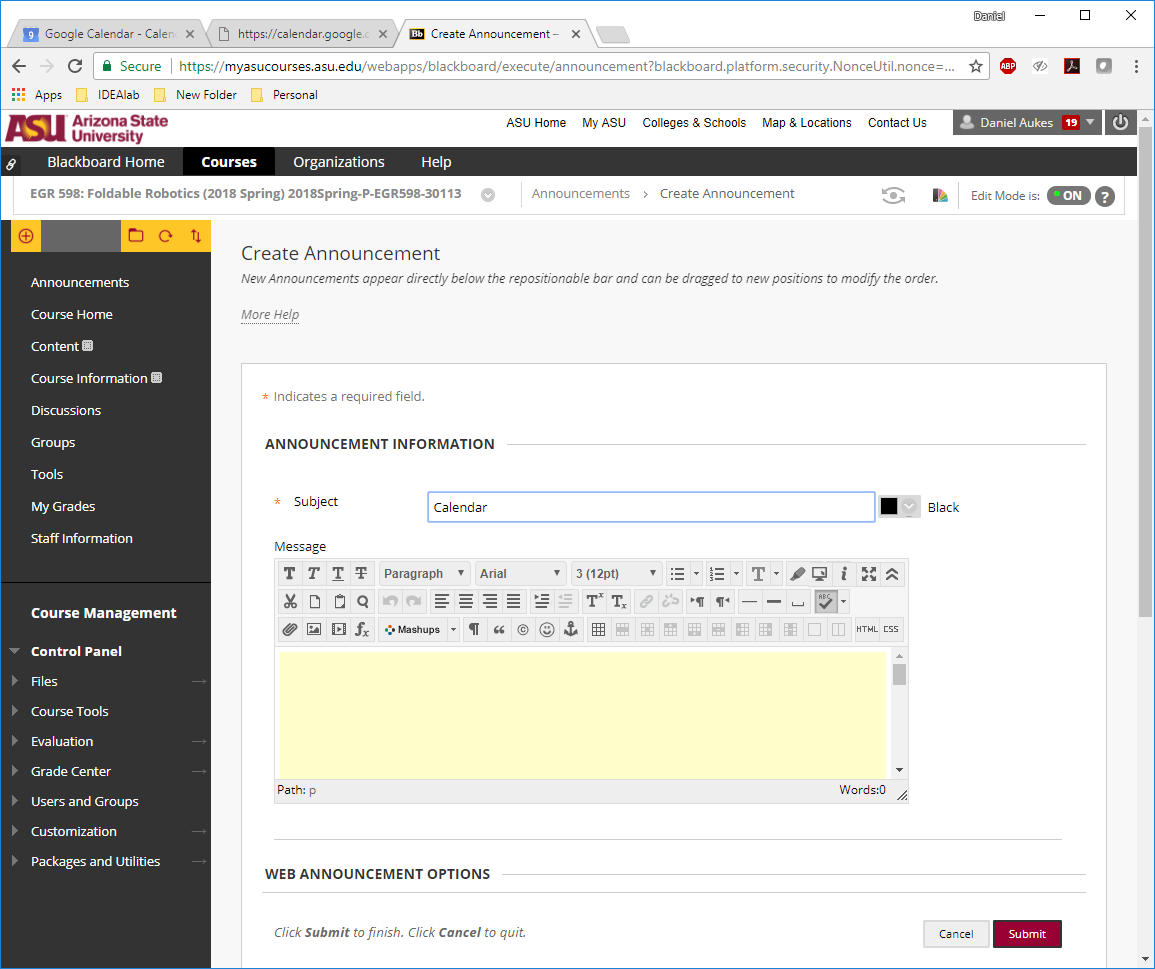 Daniel
Google Calendar - Calen
https://calendar.google.c
Bb Create Announcement –
Secure https://myasucourses.asu.edu/webapps/blackboard/execute/announcement?blackboard.platform.security.NonceUtil.nonce=...
ABP
Apps IDEAlab New Folder Personal
ASU Arizona State University
ASU Home My ASU Colleges & Schools Map & Locations Contact Us
Daniel Aukes 19
Blackboard Home Courses Organizations Help
EGR 598: Foldable Robotics (2018 Spring) 2018Spring-P-EGR598-30113
Announcements › Create Announcement
Edit Mode is: ON ?
Announcements
Course Home
Content
Course Information
Discussions
Groups
Tools
My Grades
Staff Information
Course Management
Control Panel
Files
Course Tools
Evaluation
Grade Center
Users and Groups
Customization
Packages and Utilities
Create Announcement
New Announcements appear directly below the repositionable bar and can be dragged to new positions to modify the order.
More Help
* Indicates a required field.
ANNOUNCEMENT INFORMATION
* Subject Calendar Black
Message
T T T T Paragraph Arial 3 (12pt) T i
Tx Tx ¶ ¶ ABC
fx Mashups ¶ “ © HTML CSS
Path: p Words:0
WEB ANNOUNCEMENT OPTIONS
Click Submit to finish. Click Cancel to quit.
Cancel Submit